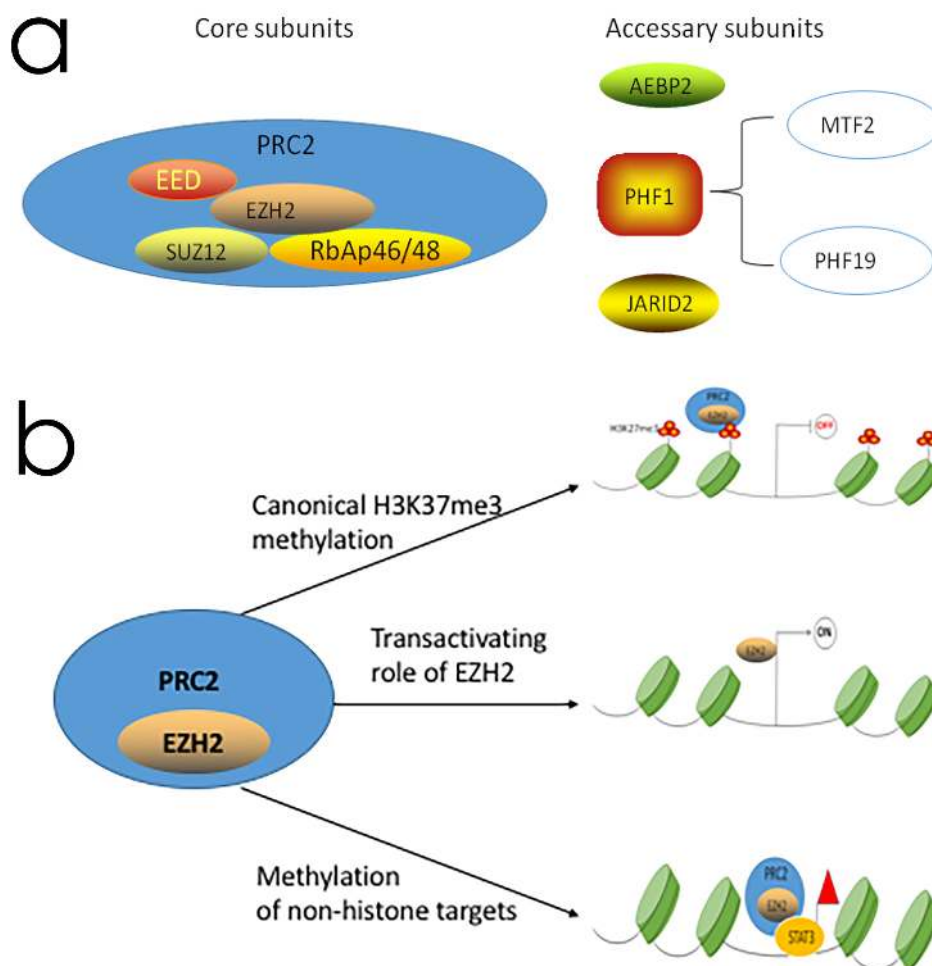 a
Core subunits
Accessary subunits
PRC2
EED
EZH2
SUZ12
RbAp46/48
AEBP2
PHF1
JARID2
MTF2
PHF19
b
Canonical H3K37me3
methylation
Transactivating
role of EZH2
Methylation
of non-histone targets
PRC2
EZH2
PRC2
EZH2
H3K27me3
OFF
EZH2
ON
PRC2
EZH2
STAT3